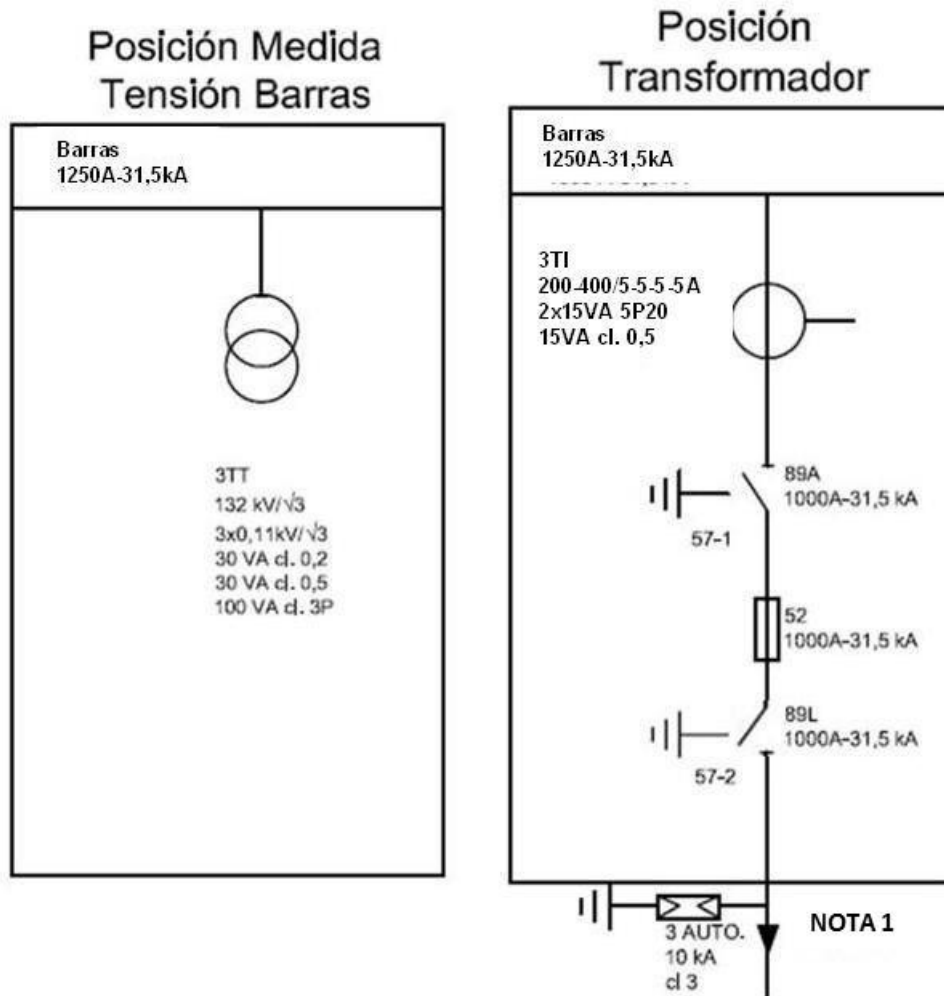 Posición Medida
Tensión Barras
Barras
1250A-31,5kA
3TT
132 kV/√3
3x0,11kV/√3
30 VA cl. 0,2
30 VA cl. 0,5
100 VA cl. 3P
Posición
Transformador
Barras
1250A-31,5kA
3TI
200-400/5-5-5-5A
2x15VA 5P20
15VA cl. 0,5
89A
1000A-31,5 kA
57-1
52
1000A-31,5 kA
89L
1000A-31,5 kA
57-2
NOTA 1
3 AUTO.
10 kA
cl 3